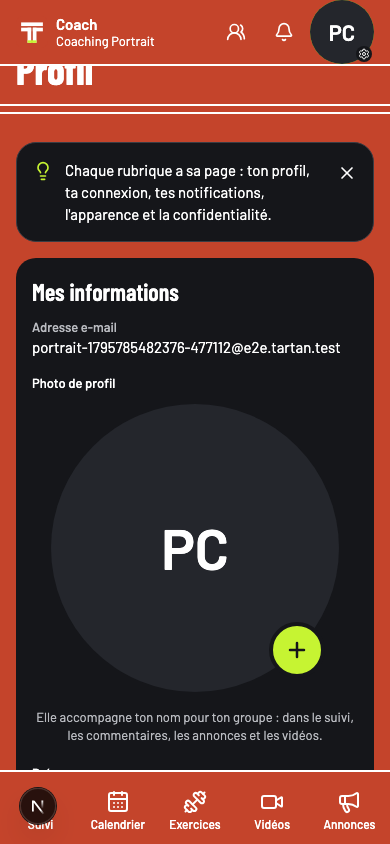 Coach
Coaching Portrait
PC
Profil
Chaque rubrique a sa page : ton profil,
ta connexion, tes notifications,
l'apparence et la confidentialité.
Mes informations
Adresse e-mail
portrait-1795785482376-477112@e2e.tartan.test
Photo de profil
PC
Elle accompagne ton nom pour ton groupe : dans le suivi,
les commentaires, les annonces et les vidéos.
N
Suivi
Calendrier
Exercices
Vidéos
Annonces